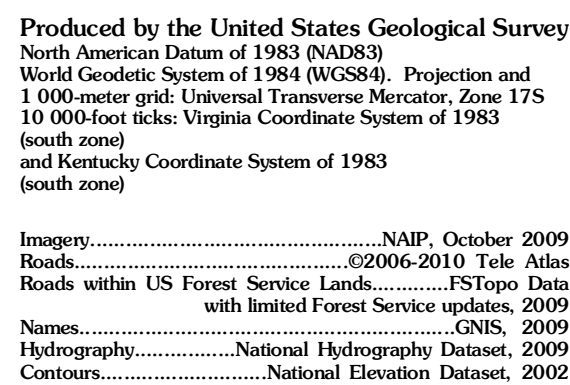 Produced by the United States Geological Survey
North American Datum of 1983 (NAD83)
World Geodetic System of 1984 (WGS84).  Projection and
1 000-meter grid: Universal Transverse Mercator, Zone 17S
10 000-foot ticks: Virginia Coordinate System of 1983
(south zone)
and Kentucky Coordinate System of 1983
(south zone)
Imagery.................................................NAIP, October 2009
Roads..............................................©2006-2010 Tele Atlas
Roads within US Forest Service Lands.............FSTopo Data
with limited Forest Service updates, 2009
Names...............................................................GNIS, 2009
Hydrography.................National Hydrography Dataset, 2009
Contours............................National Elevation Dataset, 2002